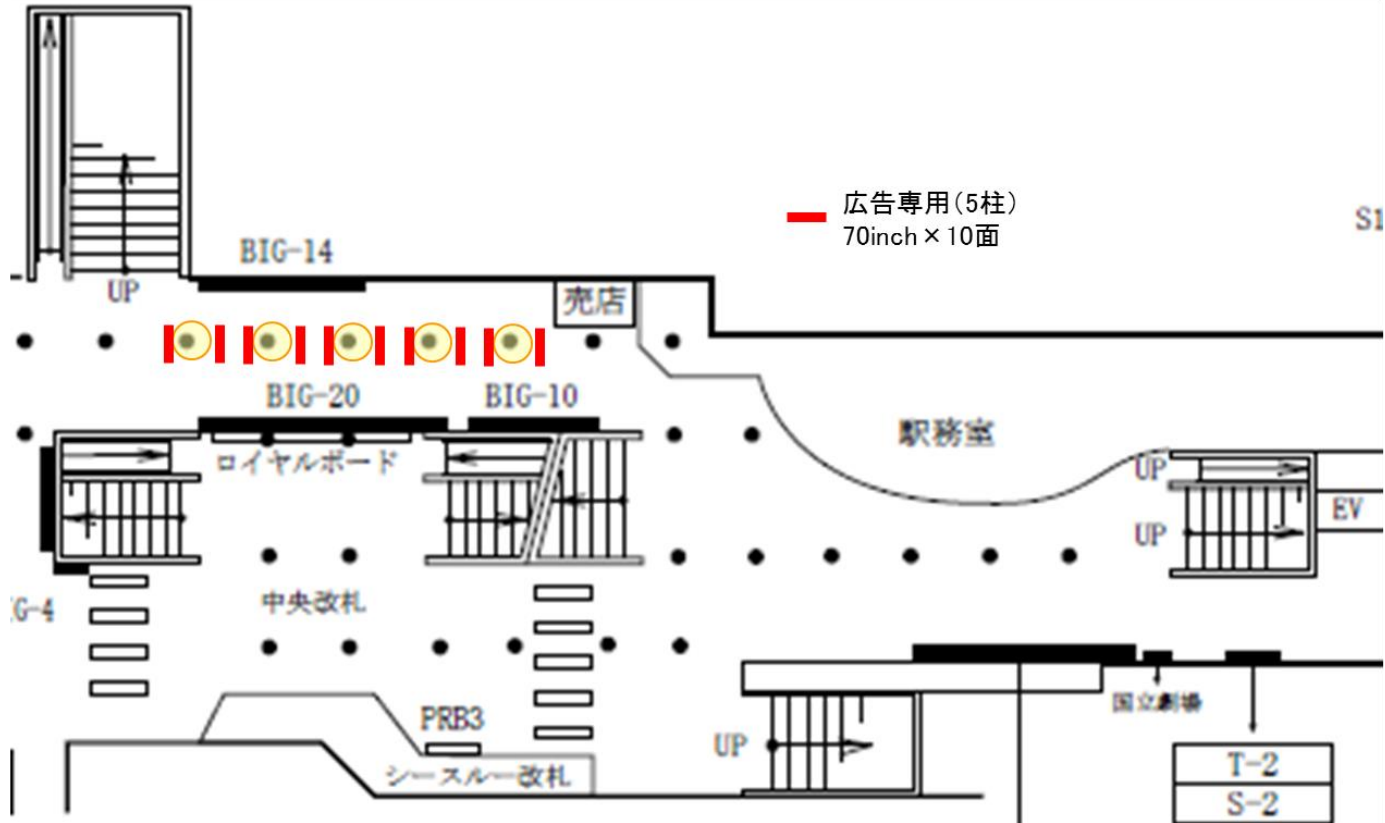 広告専用(5柱)
70inch×10面
S1
BIG-14
UP
売店
BIG-20
BIG-10
駅務室
ロイヤルボード
UP
EV
UP
中央改札
IG-4
国立劇場
PRB3
UP
シースルー改札
T-2
S-2